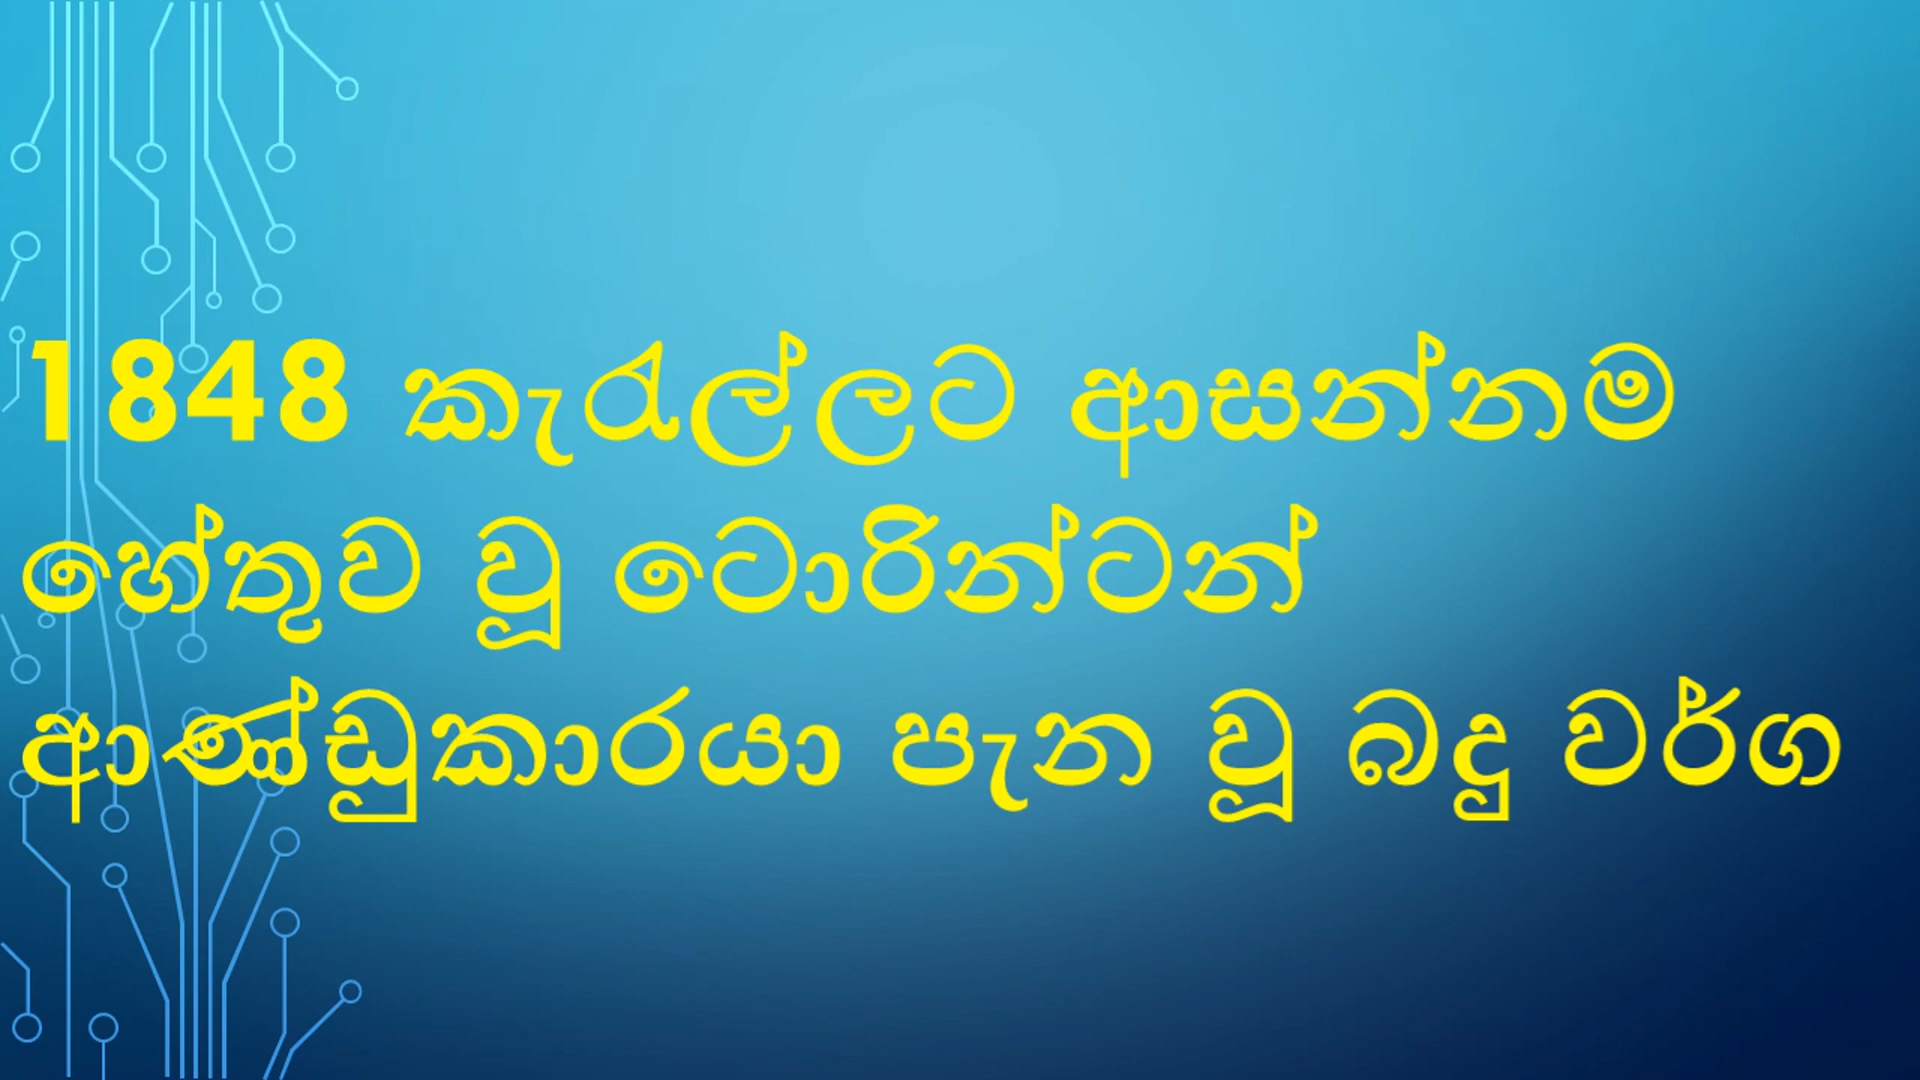 1848 කැරැල්ලට ආසන්නම
හේතුව වූ ටොරින්ටන්
ආණ්ඩුකාරයා පැන වූ බදු වර්ග